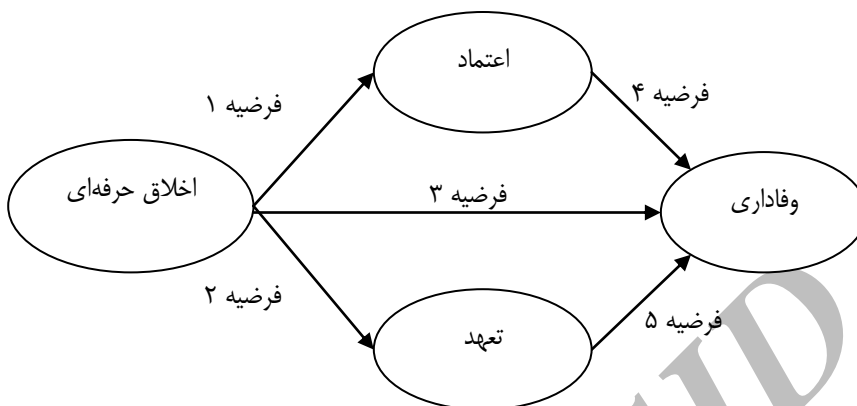 اعتماد
فرضیه ۱
فرضیه ۴
اخلاق حرفه‌ای
فرضیه ۳
وفاداری
فرضیه ۲
تعهد
فرضیه ۵